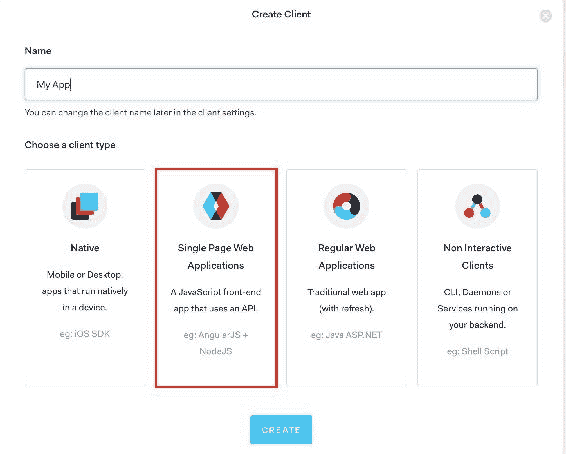 Create Client
Name
My App
You can change the client name later in the client settings.
Choose a client type
Native
Mobile or Desktop,
apps that run natively
in a device.
eg: iOS SDK
Single Page Web
Applications
A JavaScript front-end
app that uses an API.
eg: AngularJS +
NodeJS
Regular Web
Applications
Traditional web app
(with refresh).
eg: Java ASP.NET
Non Interactive
Clients
CLI, Daemons or
Services running on
your backend.
eg: Shell Script
CREATE